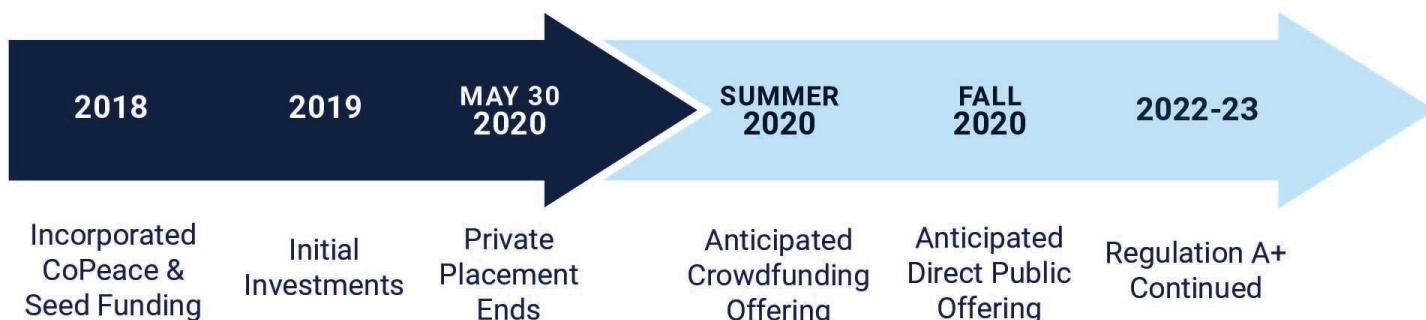 2018
2019
MAY 30
2020
SUMMER
2020
FALL
2020
2022-23
Incorporated
CoPeace &
Seed Funding
Initial
Investments
Private
Placement
Ends
Anticipated
Crowdfunding
Offering
Anticipated
Direct Public
Offering
Regulation A+
Continued